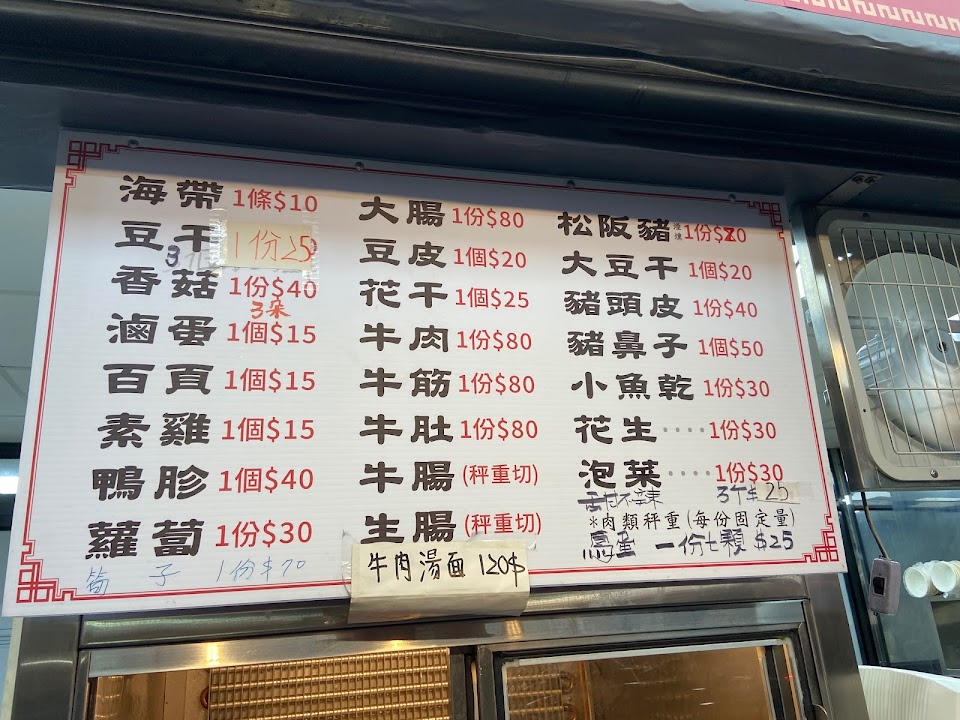 海帶 1條$10
豆干 1份25
3
香菇 1份$40
3朵
滷蛋 1個$15
百頁 1個$15
素雞 1個$15
鴨胗 1個$40
蘿蔔 1份$30
筍子 1份$70
大腸 1份$80
豆皮 1個$20
花干 1個$25
牛肉 1份$80
牛筋 1份$80
牛肚 1份$80
牛腸 (秤重切)
生腸 (秤重切)
牛肉湯面 120$
松阪豬 1份$80
大豆干 1個$20
豬頭皮 1份$40
豬鼻子 1個$50
小魚乾 1份$30
花生····1份$30
泡菜····1份$30
甜不辣 3個$25
*肉類秤重(每份固定量)
鳥蛋 一份七顆 $25